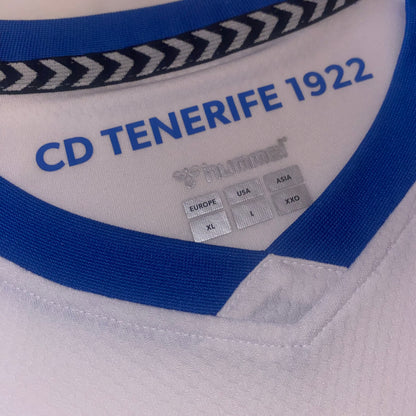 CD TENERIFE 1922
hummel
EUROPE USA ASIA
XL L XXO